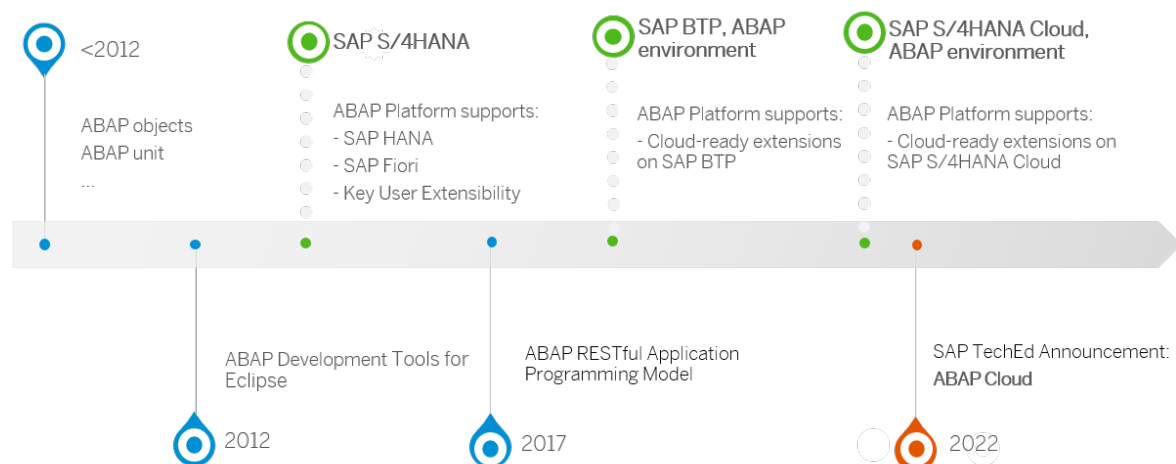 <2012
ABAP objects
ABAP unit
...
SAP S/4HANA
ABAP Platform supports:
- SAP HANA
- SAP Fiori
- Key User Extensibility
SAP BTP, ABAP
environment
ABAP Platform supports:
- Cloud-ready extensions
on SAP BTP
SAP S/4HANA Cloud,
ABAP environment
ABAP Platform supports:
- Cloud-ready extensions on
SAP S/4HANA Cloud
ABAP Development Tools for
Eclipse
2012
ABAP RESTful Application
Programming Model
2017
SAP TechEd Announcement:
ABAP Cloud
2022